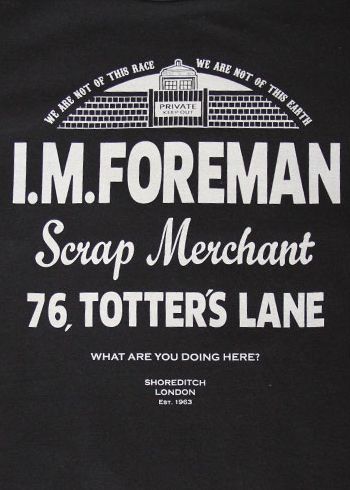 WE ARE NOT OF THIS RACE
WE ARE NOT OF THIS EARTH
PRIVATE
KEEP OUT
I.M.FOREMAN
Scrap Merchant
76, TOTTER'S LANE
WHAT ARE YOU DOING HERE?
SHOREDITCH
LONDON
EST. 1963